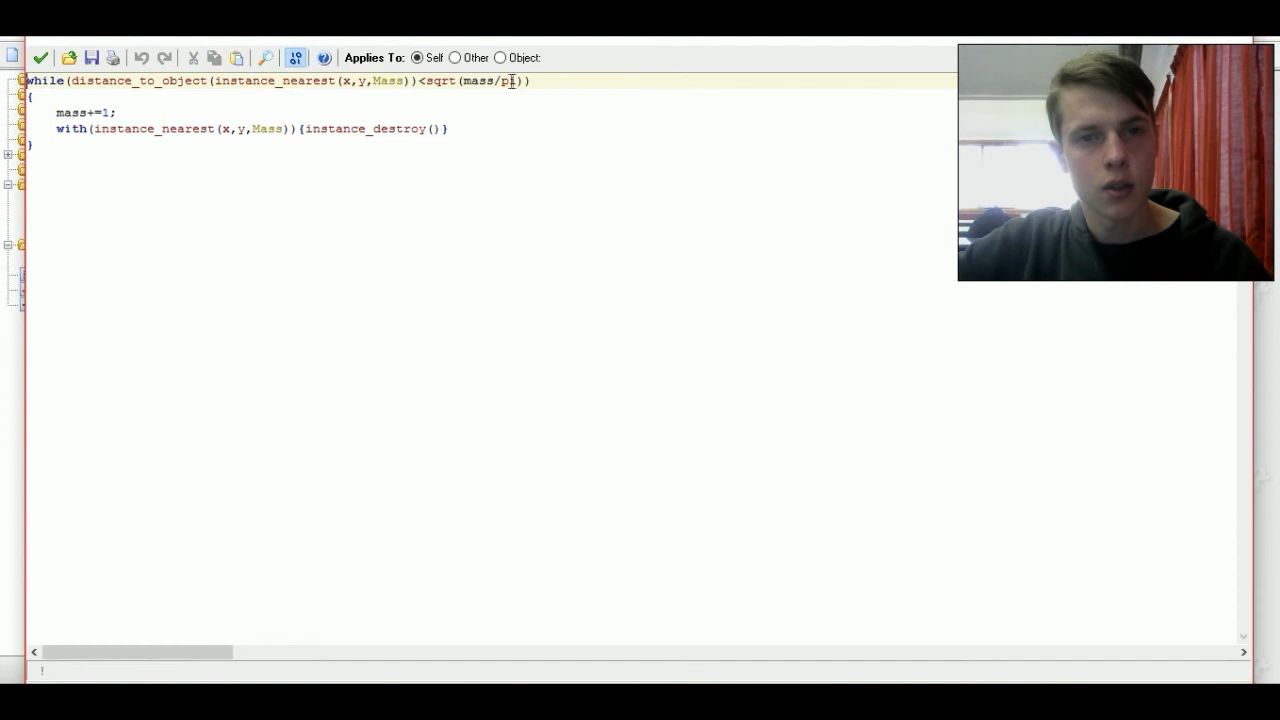 Applies To: Self Other Object:
while(distance_to_object(instance_nearest(x,y,Mass))<sqrt(mass/pi))
{
mass+=1;
with(instance_nearest(x,y,Mass)){instance_destroy()}
}
!